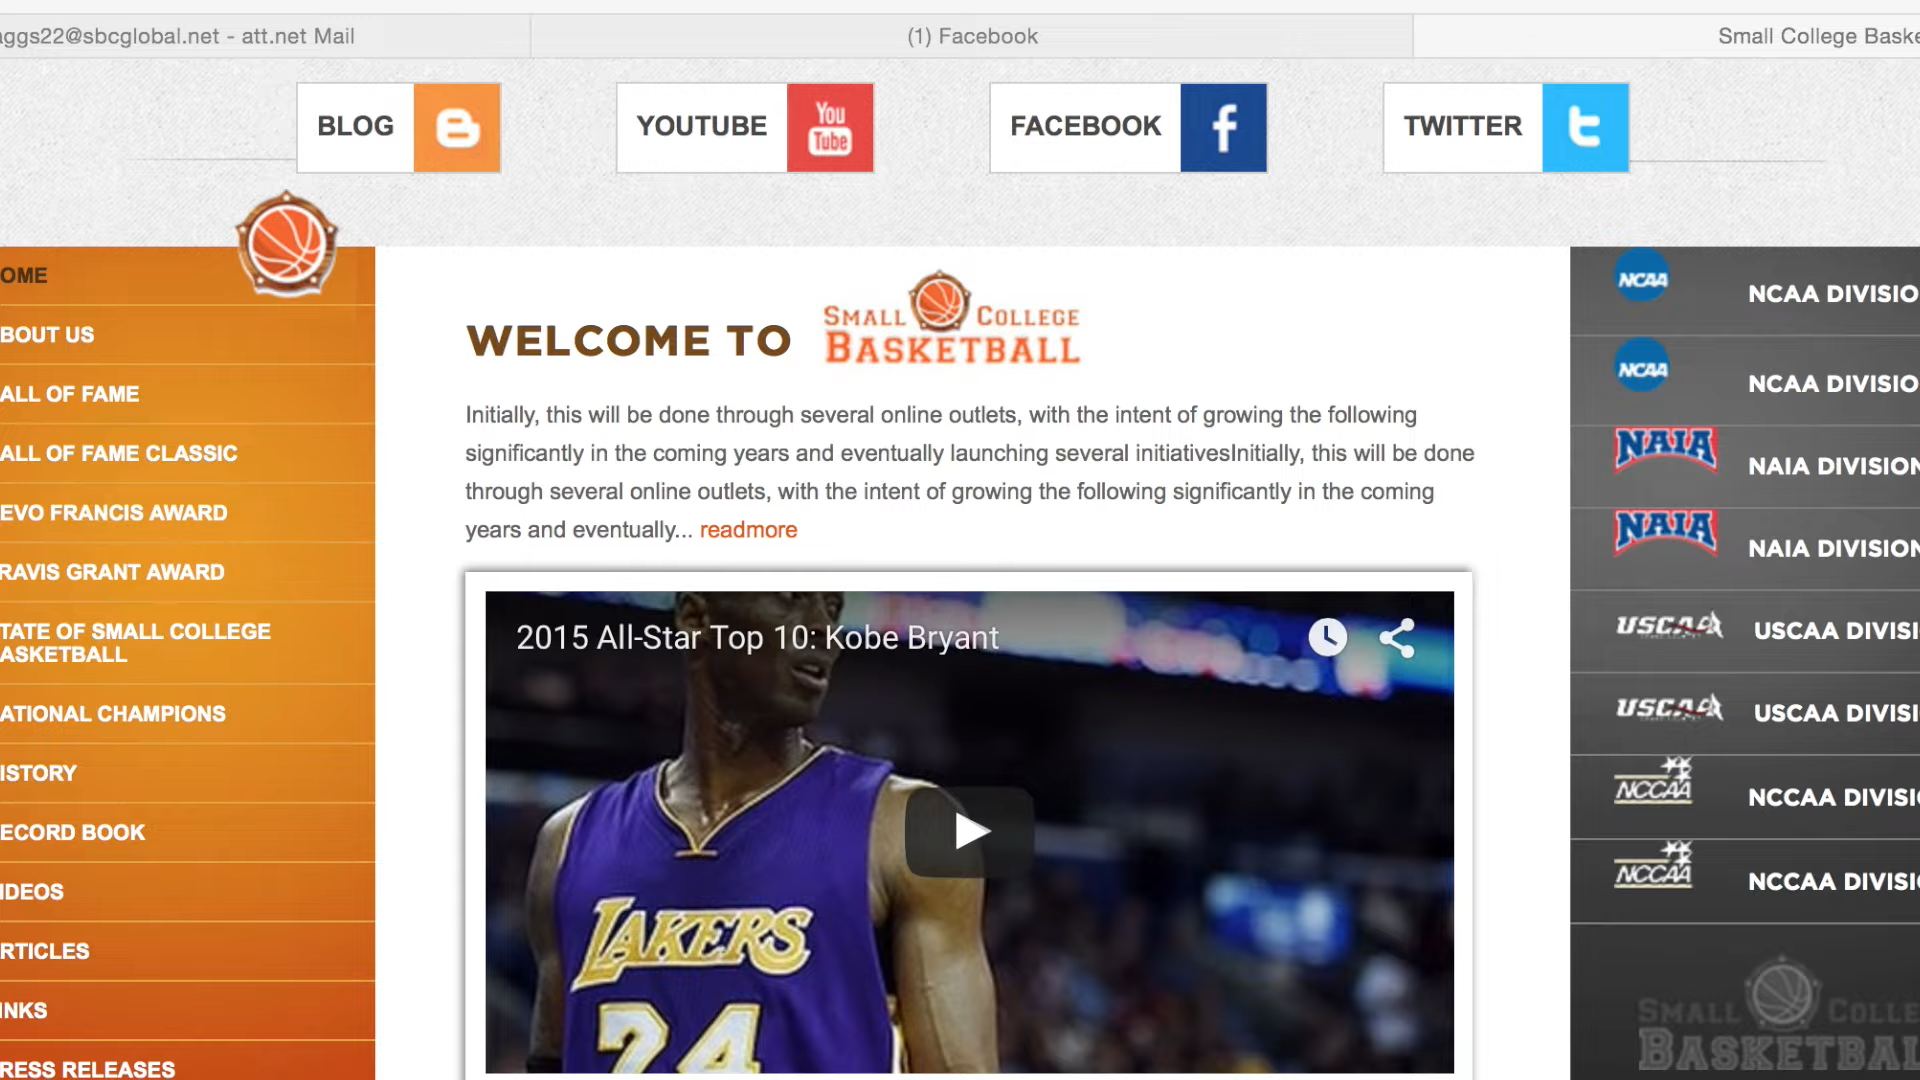 aggs22@sbcglobal.net - att.net Mail
(1) Facebook
Small College Baske
BLOG
YOUTUBE
You
Tube
FACEBOOK
TWITTER
OME
BOUT US
ALL OF FAME
ALL OF FAME CLASSIC
EVO FRANCIS AWARD
RAVIS GRANT AWARD
TATE OF SMALL COLLEGE
ASKETBALL
ATIONAL CHAMPIONS
ISTORY
ECORD BOOK
IDEOS
RTICLES
INKS
RESS RELEASES
WELCOME TO
SMALL COLLEGE
BASKETBALL
Initially, this will be done through several online outlets, with the intent of growing the following
significantly in the coming years and eventually launching several initiativesInitially, this will be done
through several online outlets, with the intent of growing the following significantly in the coming
years and eventually... readmore
2015 All-Star Top 10: Kobe Bryant
LAKERS
24
NCAA NCAA DIVISIO
NCAA NCAA DIVISIO
NAIA NAIA DIVISION
NAIA NAIA DIVISION
USCAA USCAA DIVISI
USCAA USCAA DIVISI
NCCAA NCCAA DIVISI
NCCAA NCCAA DIVISI
SMALL COLLE
BASKETBAL